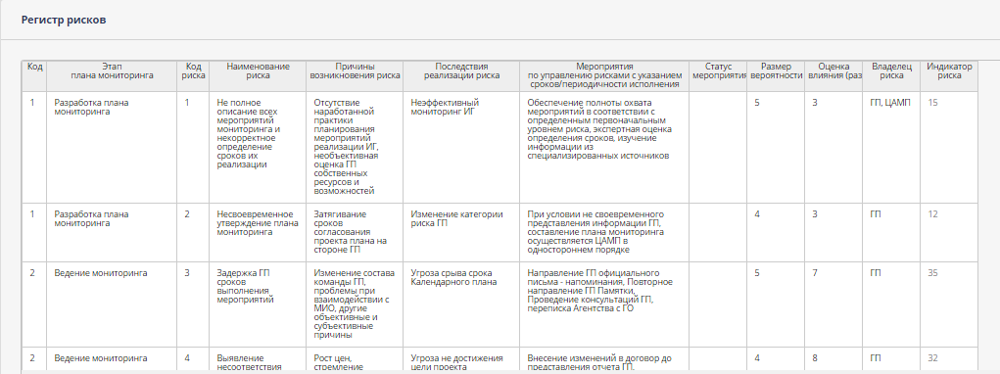 Регистр рисков
Код
Этап
плана мониторинга
Код
риска
Наименование
риска
Причины
возникновения риска
Последствия
реализации риска
Мероприятия
по управлению рисками с указанием
сроков/периодичности исполнения
Статус
мероприятия
Размер
вероятности
Оценка
влияния (раз
Владелец
риска
Индикатор
риска
1
Разработка плана
мониторинга
1
Не полное
описание всех
мероприятий
мониторинга и
некорректное
определение
сроков их
реализации
Отсутствие
наработанной
практики
планирования
мероприятий
реализации ИГ,
необъективная
оценка ГП
собственных
ресурсов и
возможностей
Неэффективный
мониторинг ИГ
Обеспечение полноты охвата
мероприятий в соответствии с
определенным первоначальным
уровнем риска, экспертная оценка
определения сроков, изучение
информации из
специализированных источников
5
3
ГП, ЦАМП
15
1
Разработка плана
мониторинга
2
Несвоевременное
утверждение плана
мониторинга
Затягивание
сроков
согласования
проекта плана на
стороне ГП
Изменение категории
риска ГП
При условии не своевременного
представления информации ГП,
составление плана мониторинга
осуществляется ЦАМП в
одностороннем порядке
4
3
ГП
12
2
Ведение мониторинга
3
Задержка ГП
сроков
выполнения
мероприятий
Изменение состава
команды ГП,
проблемы при
взаимодействии с
МИО, другие
объективные и
субъективные
причины
Угроза срыва срока
Календарного плана
Направление ГП официального
письма - напоминания, Повторное
направление ГП Памятки,
Проведение консультаций ГП,
переписка Агентства с ГО
5
7
ГП
35
2
Ведение мониторинга
4
Выявление
несоответствия
Рост цен,
стремление
Угроза не достижения
цели проекта
Внесение изменений в договор до
представления отчета ГП,
4
8
ГП
32